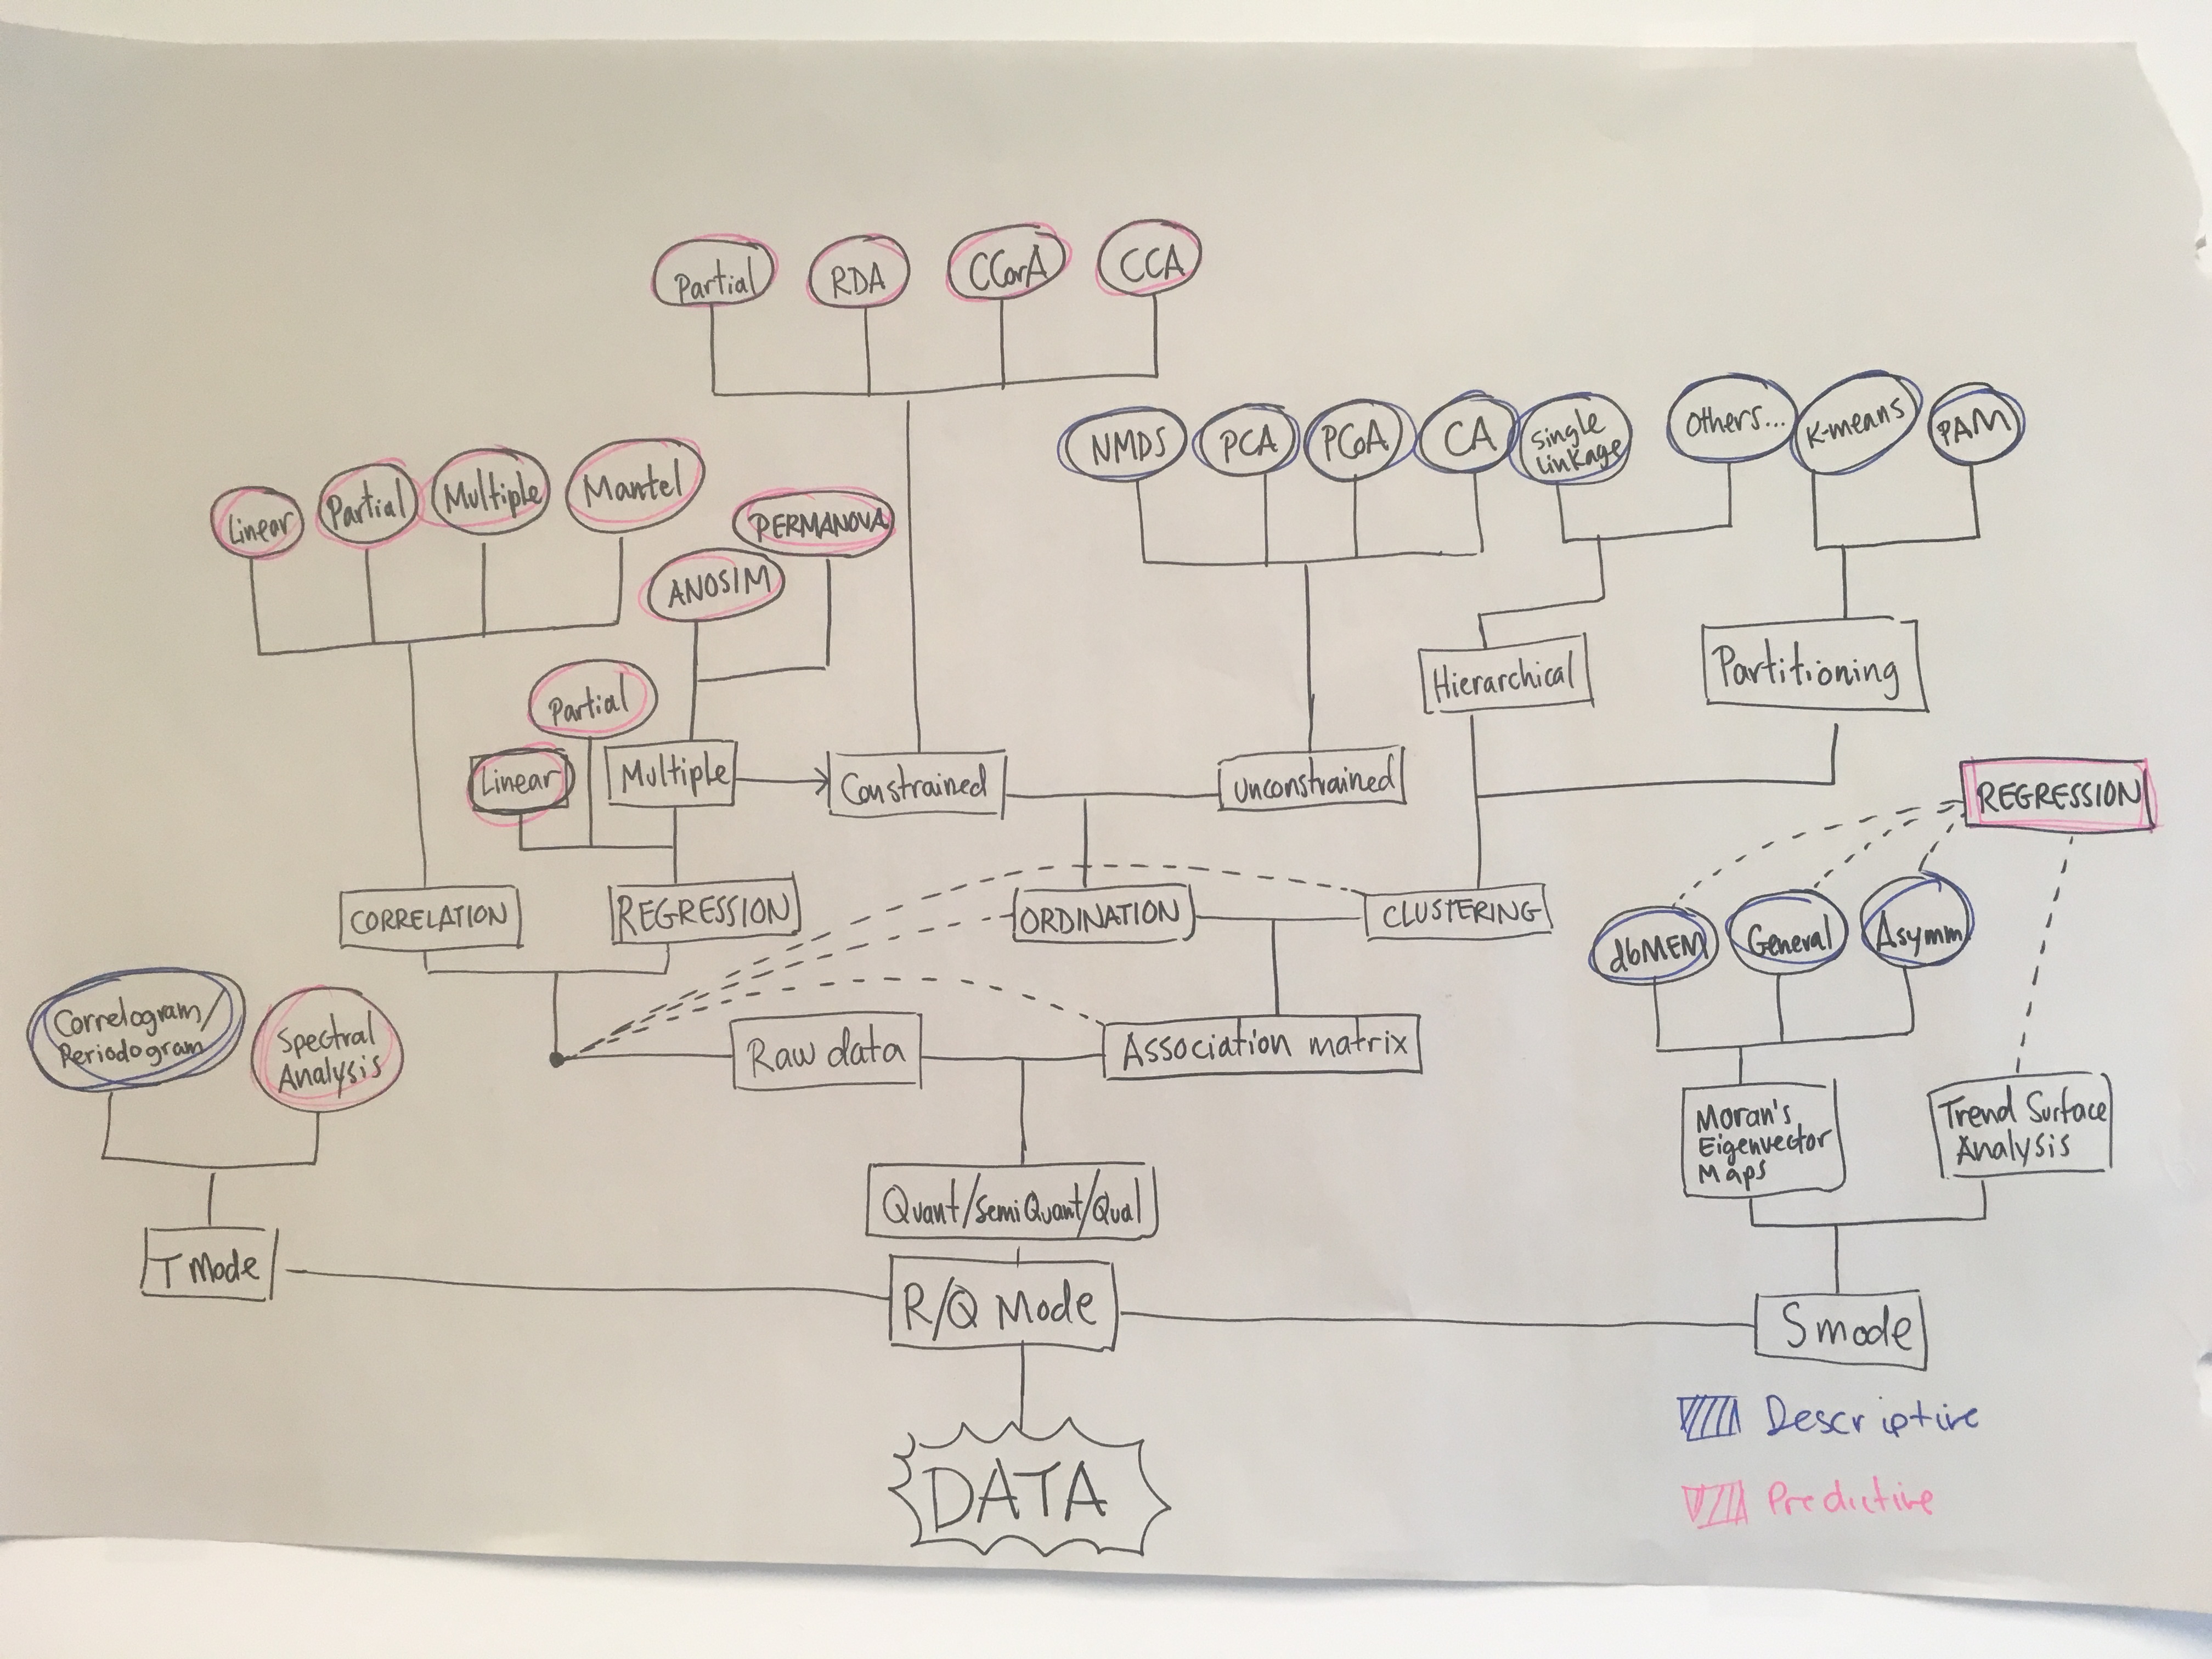 Partial
RDA
CCorA
CCA
NMDS
PCA
PCoA
CA
Single
Linkage
Others...
K-means
PAM
Linear
Partial
Multiple
Mantel
PERMANOVA
ANOSIM
Partial
Linear
Multiple
Constrained
Unconstrained
Hierarchical
Partitioning
REGRESSION
CORRELATION
REGRESSION
ORDINATION
CLUSTERING
dbMEM
General
Asymm
Correlogram/
Periodogram
Spectral
Analysis
Raw data
Association matrix
Moran's
Eigenvector
Maps
Trend Surface
Analysis
Quant/SemiQuant/Qual
T Mode
R/Q Mode
S mode
Descriptive
Predictive
DATA